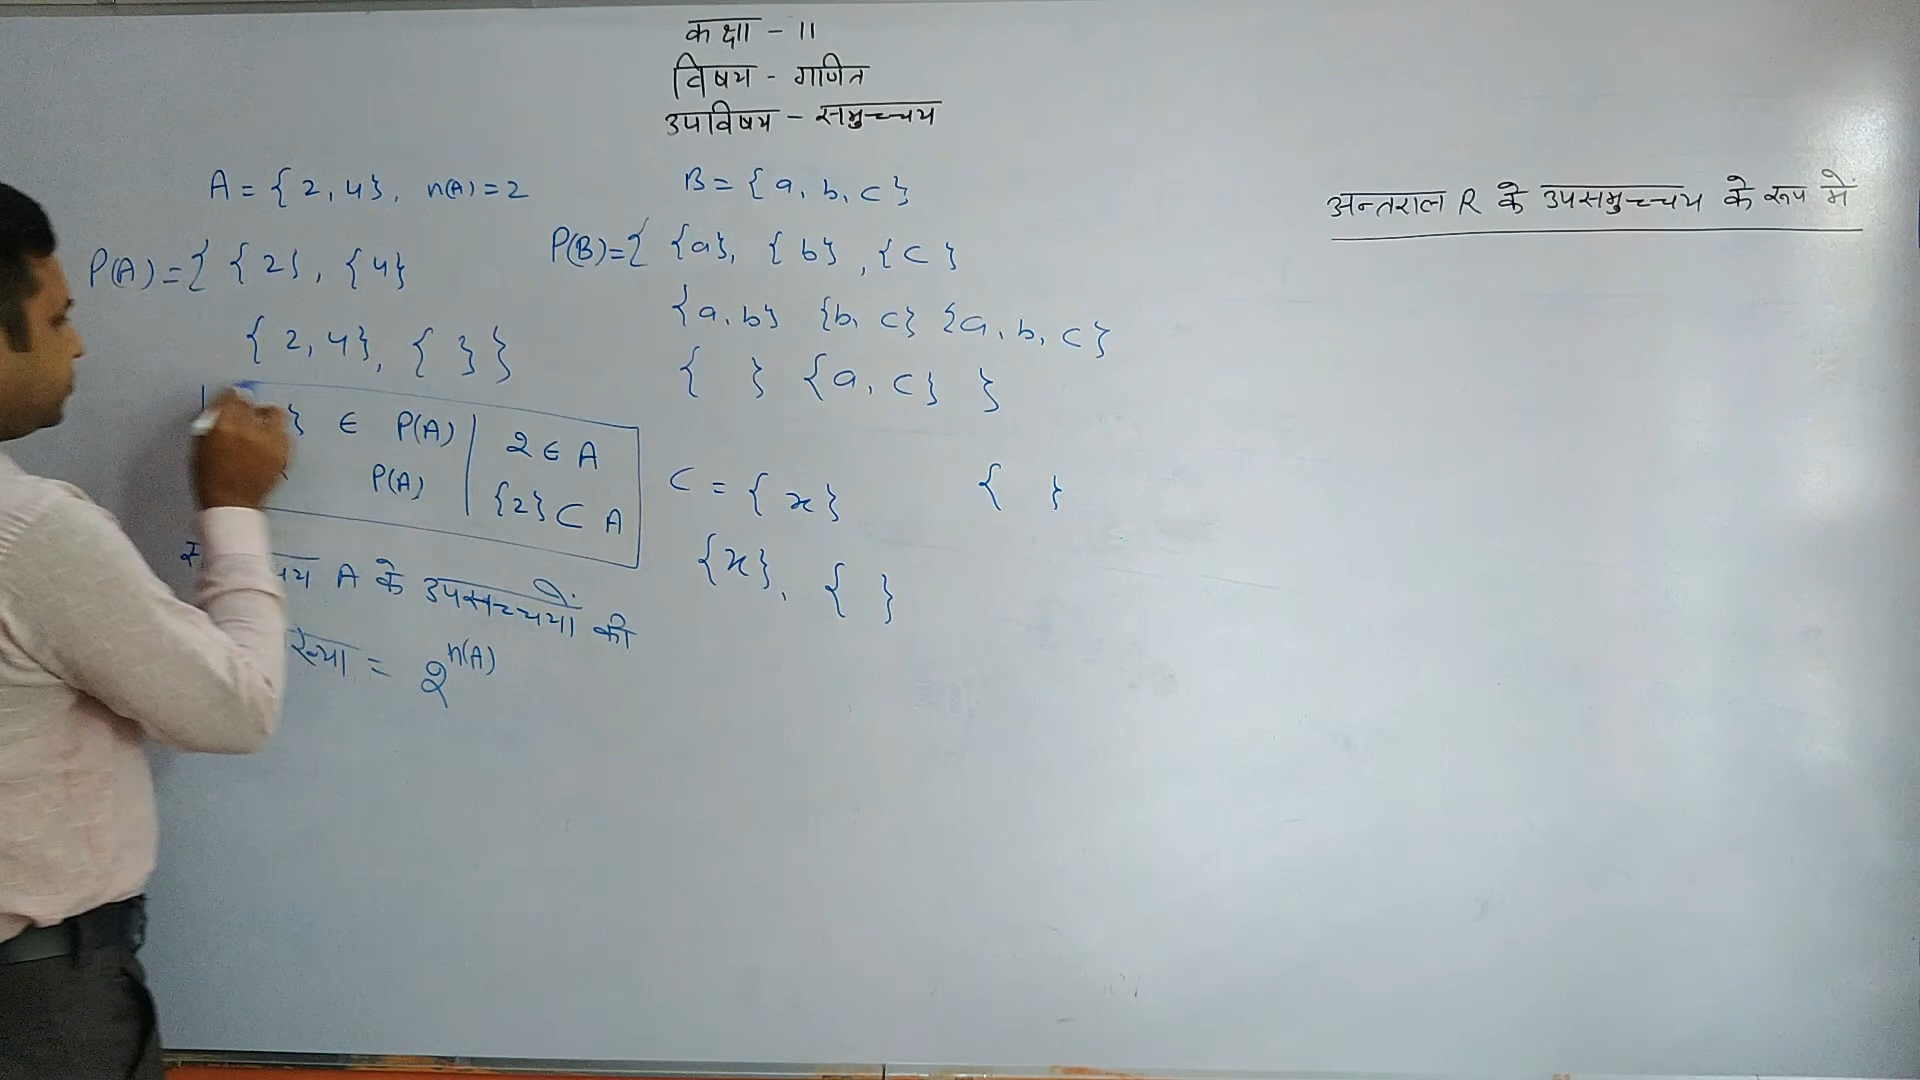 कक्षा - 11
विषय - गणित
उपविषय - समुच्चय
A = { 2, 4 }, n(A) = 2
P(A) = { { 2 }, { 4 }
{ 2, 4 }, { } }
} ∈ P(A) | 2 ∈ A
P(A) | {2} ⊂ A
A के उपसच्चयों की
= 2^n(A)
B = { a, b, c }
P(B) = { {a}, { b }, { c }
{a, b} {b, c} {a, b, c}
{ } {a, c} }
C = { x } { }
{x}, { }
अन्तराल R के उपसमुच्चय के रूप में